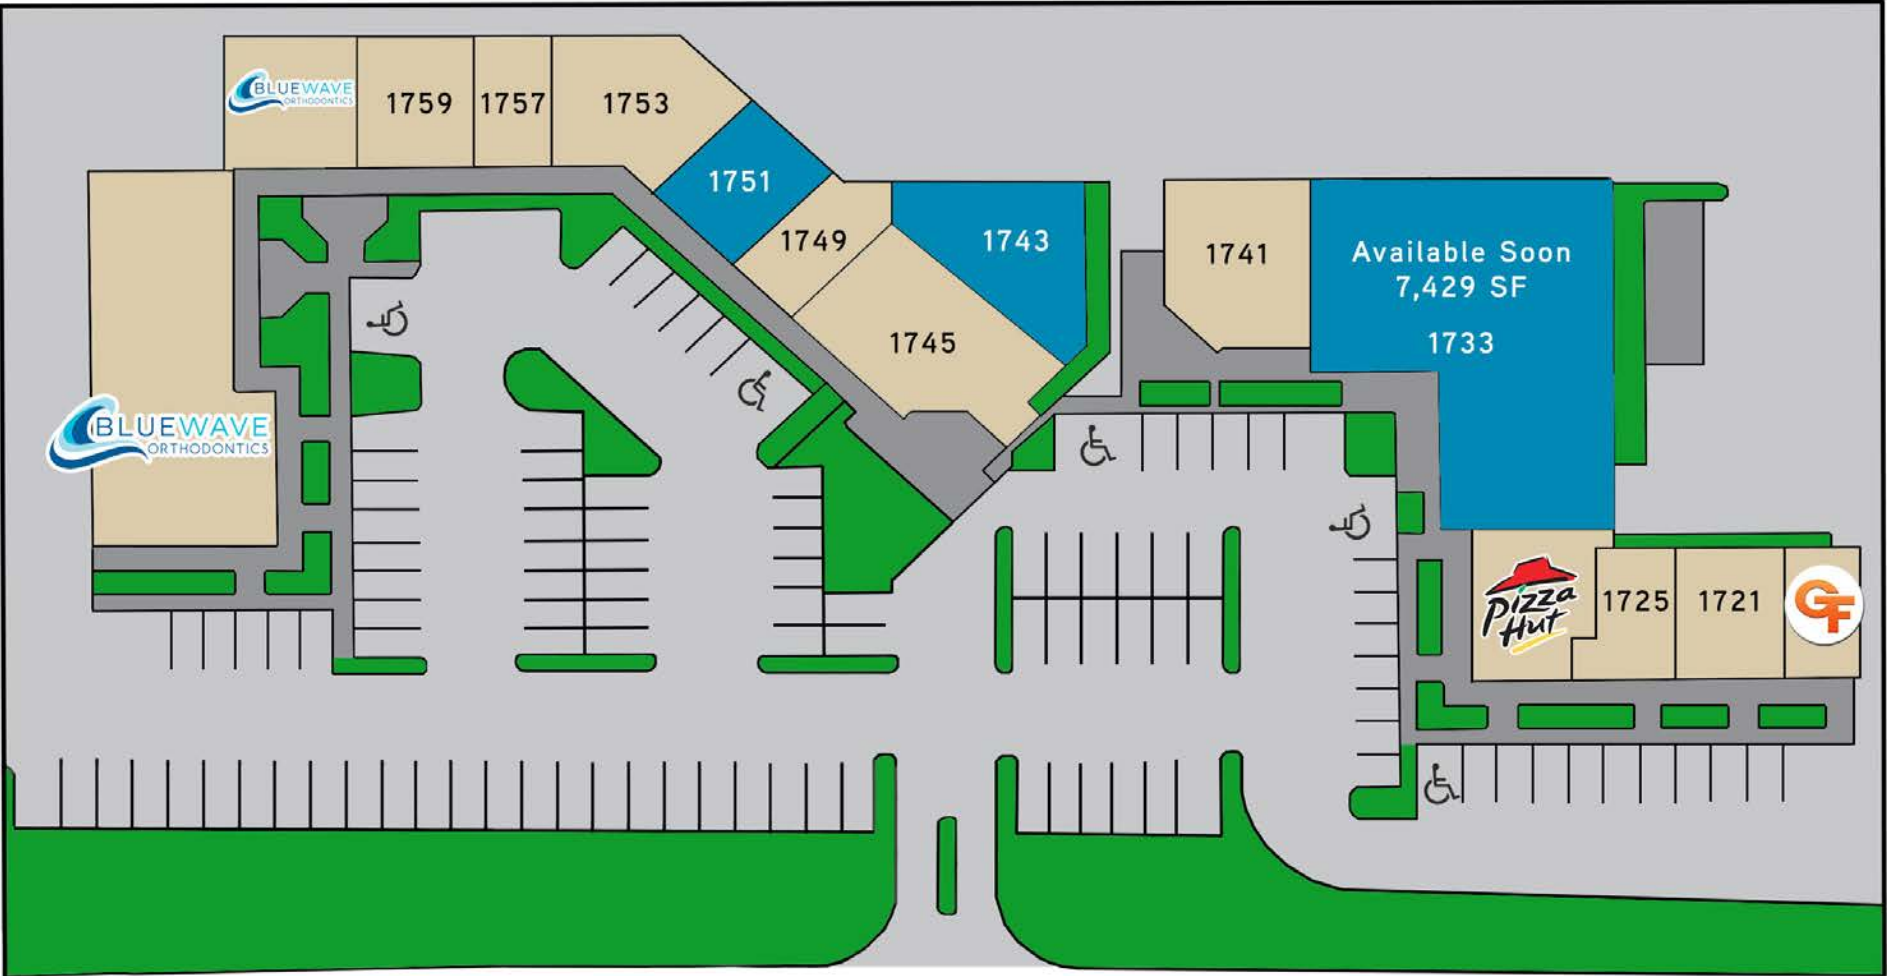 BLUEWAVE
ORTHODONTICS
1759
1757
1753
1751
1749
1743
1745
1741
Available Soon
7,429 SF
1733
BLUEWAVE
ORTHODONTICS
Pizza
Hut
1725
1721
GF